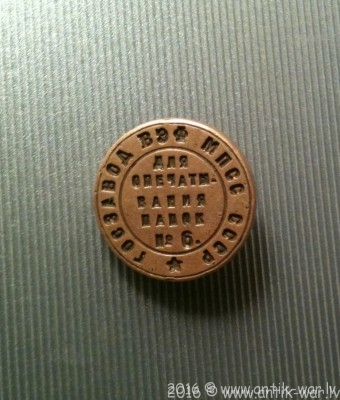 ГОСЗАВОД ВЭФ МПСС СССР
ДЛЯ
ОПЕЧАТЫ-
ВАНИЯ
ПАПОК
№ 6.
2016 © www.antik-war.lv